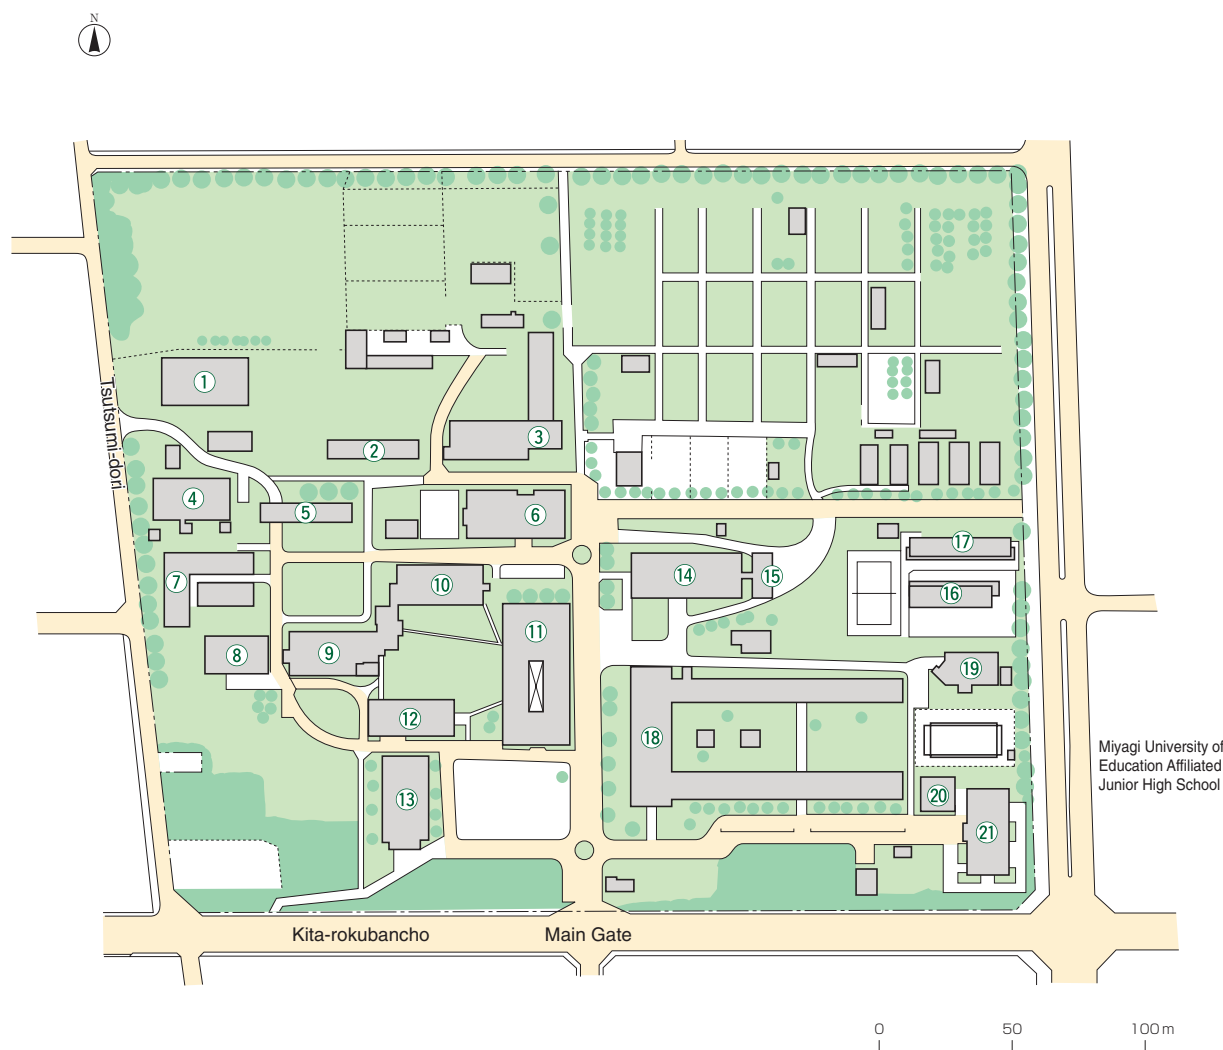 N
1
2
3
Tsutsumi-dori
4
5
6
7
8
9
10
11
12
13
14
15
16
17
18
19
20
21
Miyagi University of
Education Affiliated
Junior High School
Kita-rokubancho
Main Gate
0 50 100m